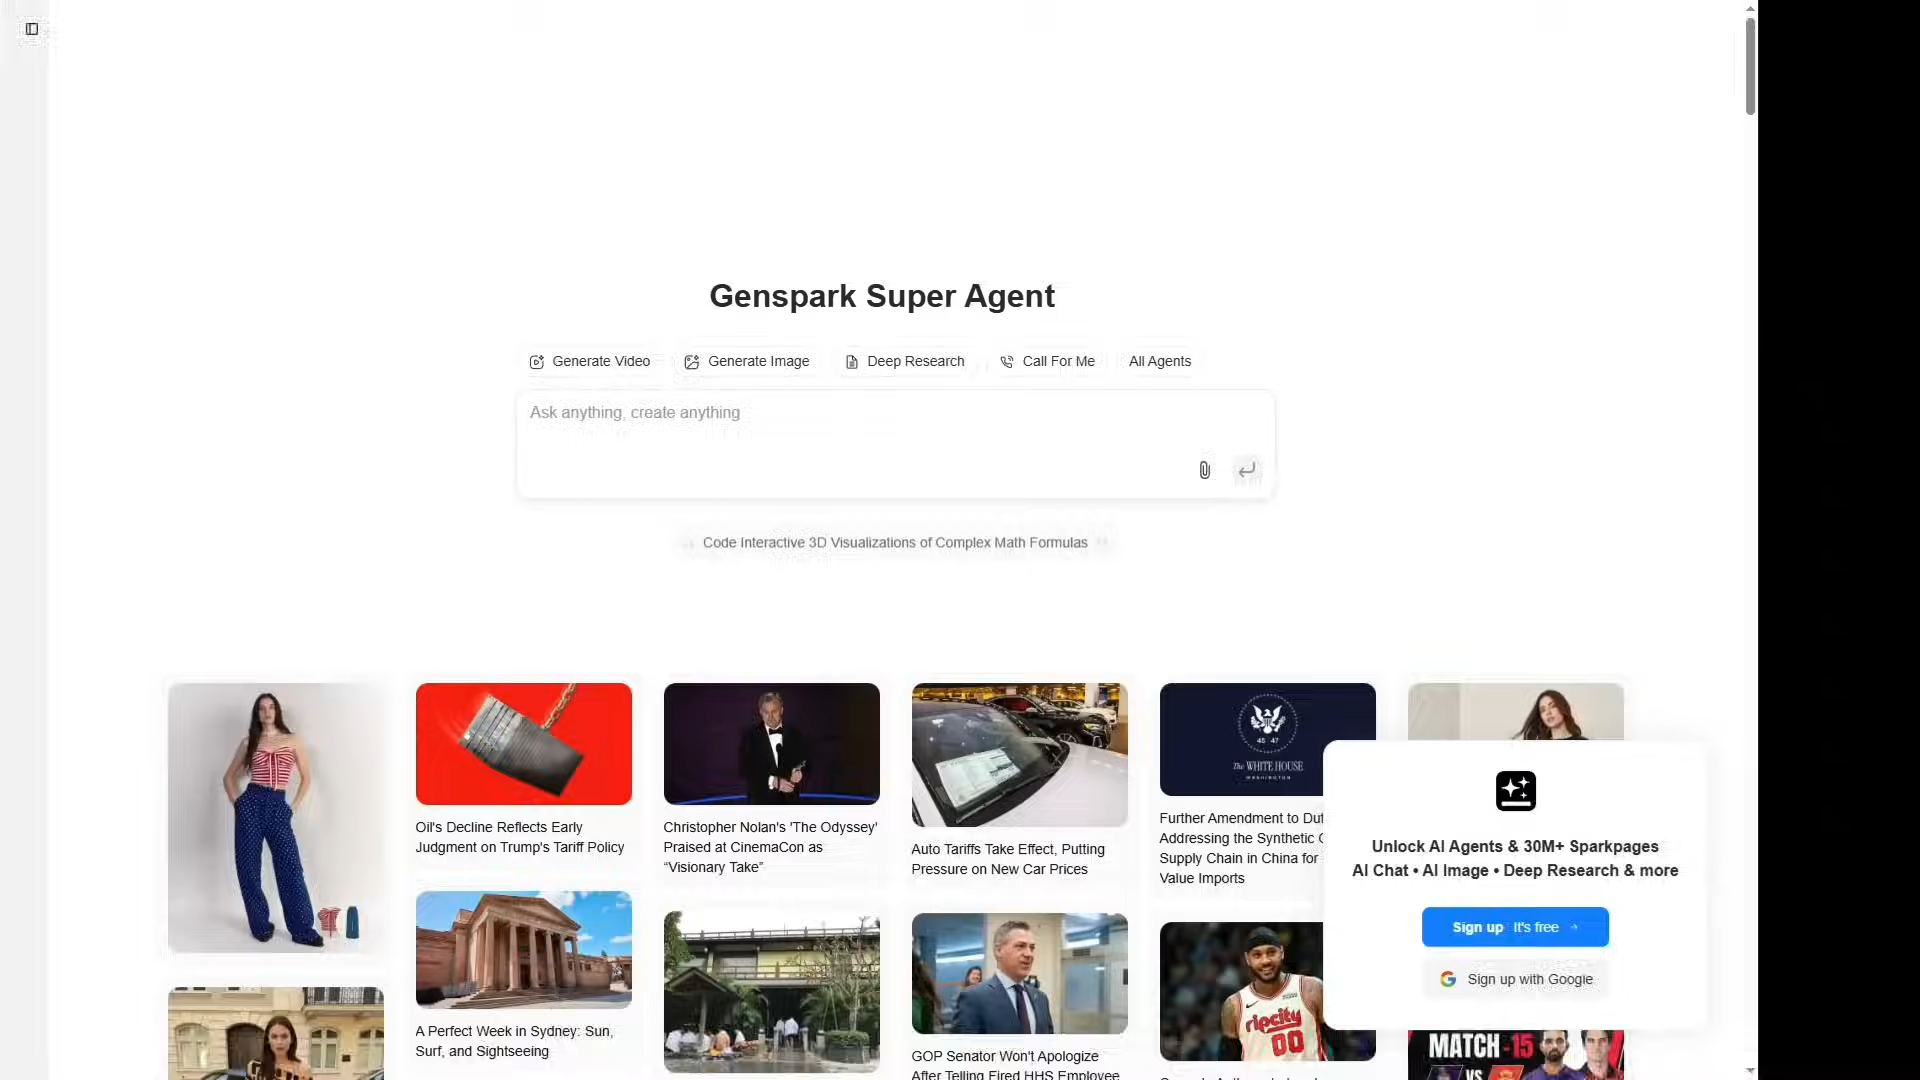 Genspark Super Agent
Generate Video
Generate Image
Deep Research
Call For Me
All Agents
Ask anything, create anything
Code Interactive 3D Visualizations of Complex Math Formulas
Oil's Decline Reflects Early
Judgment on Trump's Tariff Policy
A Perfect Week in Sydney: Sun,
Surf, and Sightseeing
Christopher Nolan's 'The Odyssey'
Praised at CinemaCon as
“Visionary Take”
Auto Tariffs Take Effect, Putting
Pressure on New Car Prices
GOP Senator Won't Apologize
After Telling Fired HHS Employee
45 47
The WHITE HOUSE
WASHINGTON
Further Amendment to Dut
Addressing the Synthetic O
Supply Chain in China for
Value Imports
ripcity
00
Unlock AI Agents & 30M+ Sparkpages
AI Chat • AI Image • Deep Research & more
Sign up It's free
Sign up with Google
MATCH-15
VS